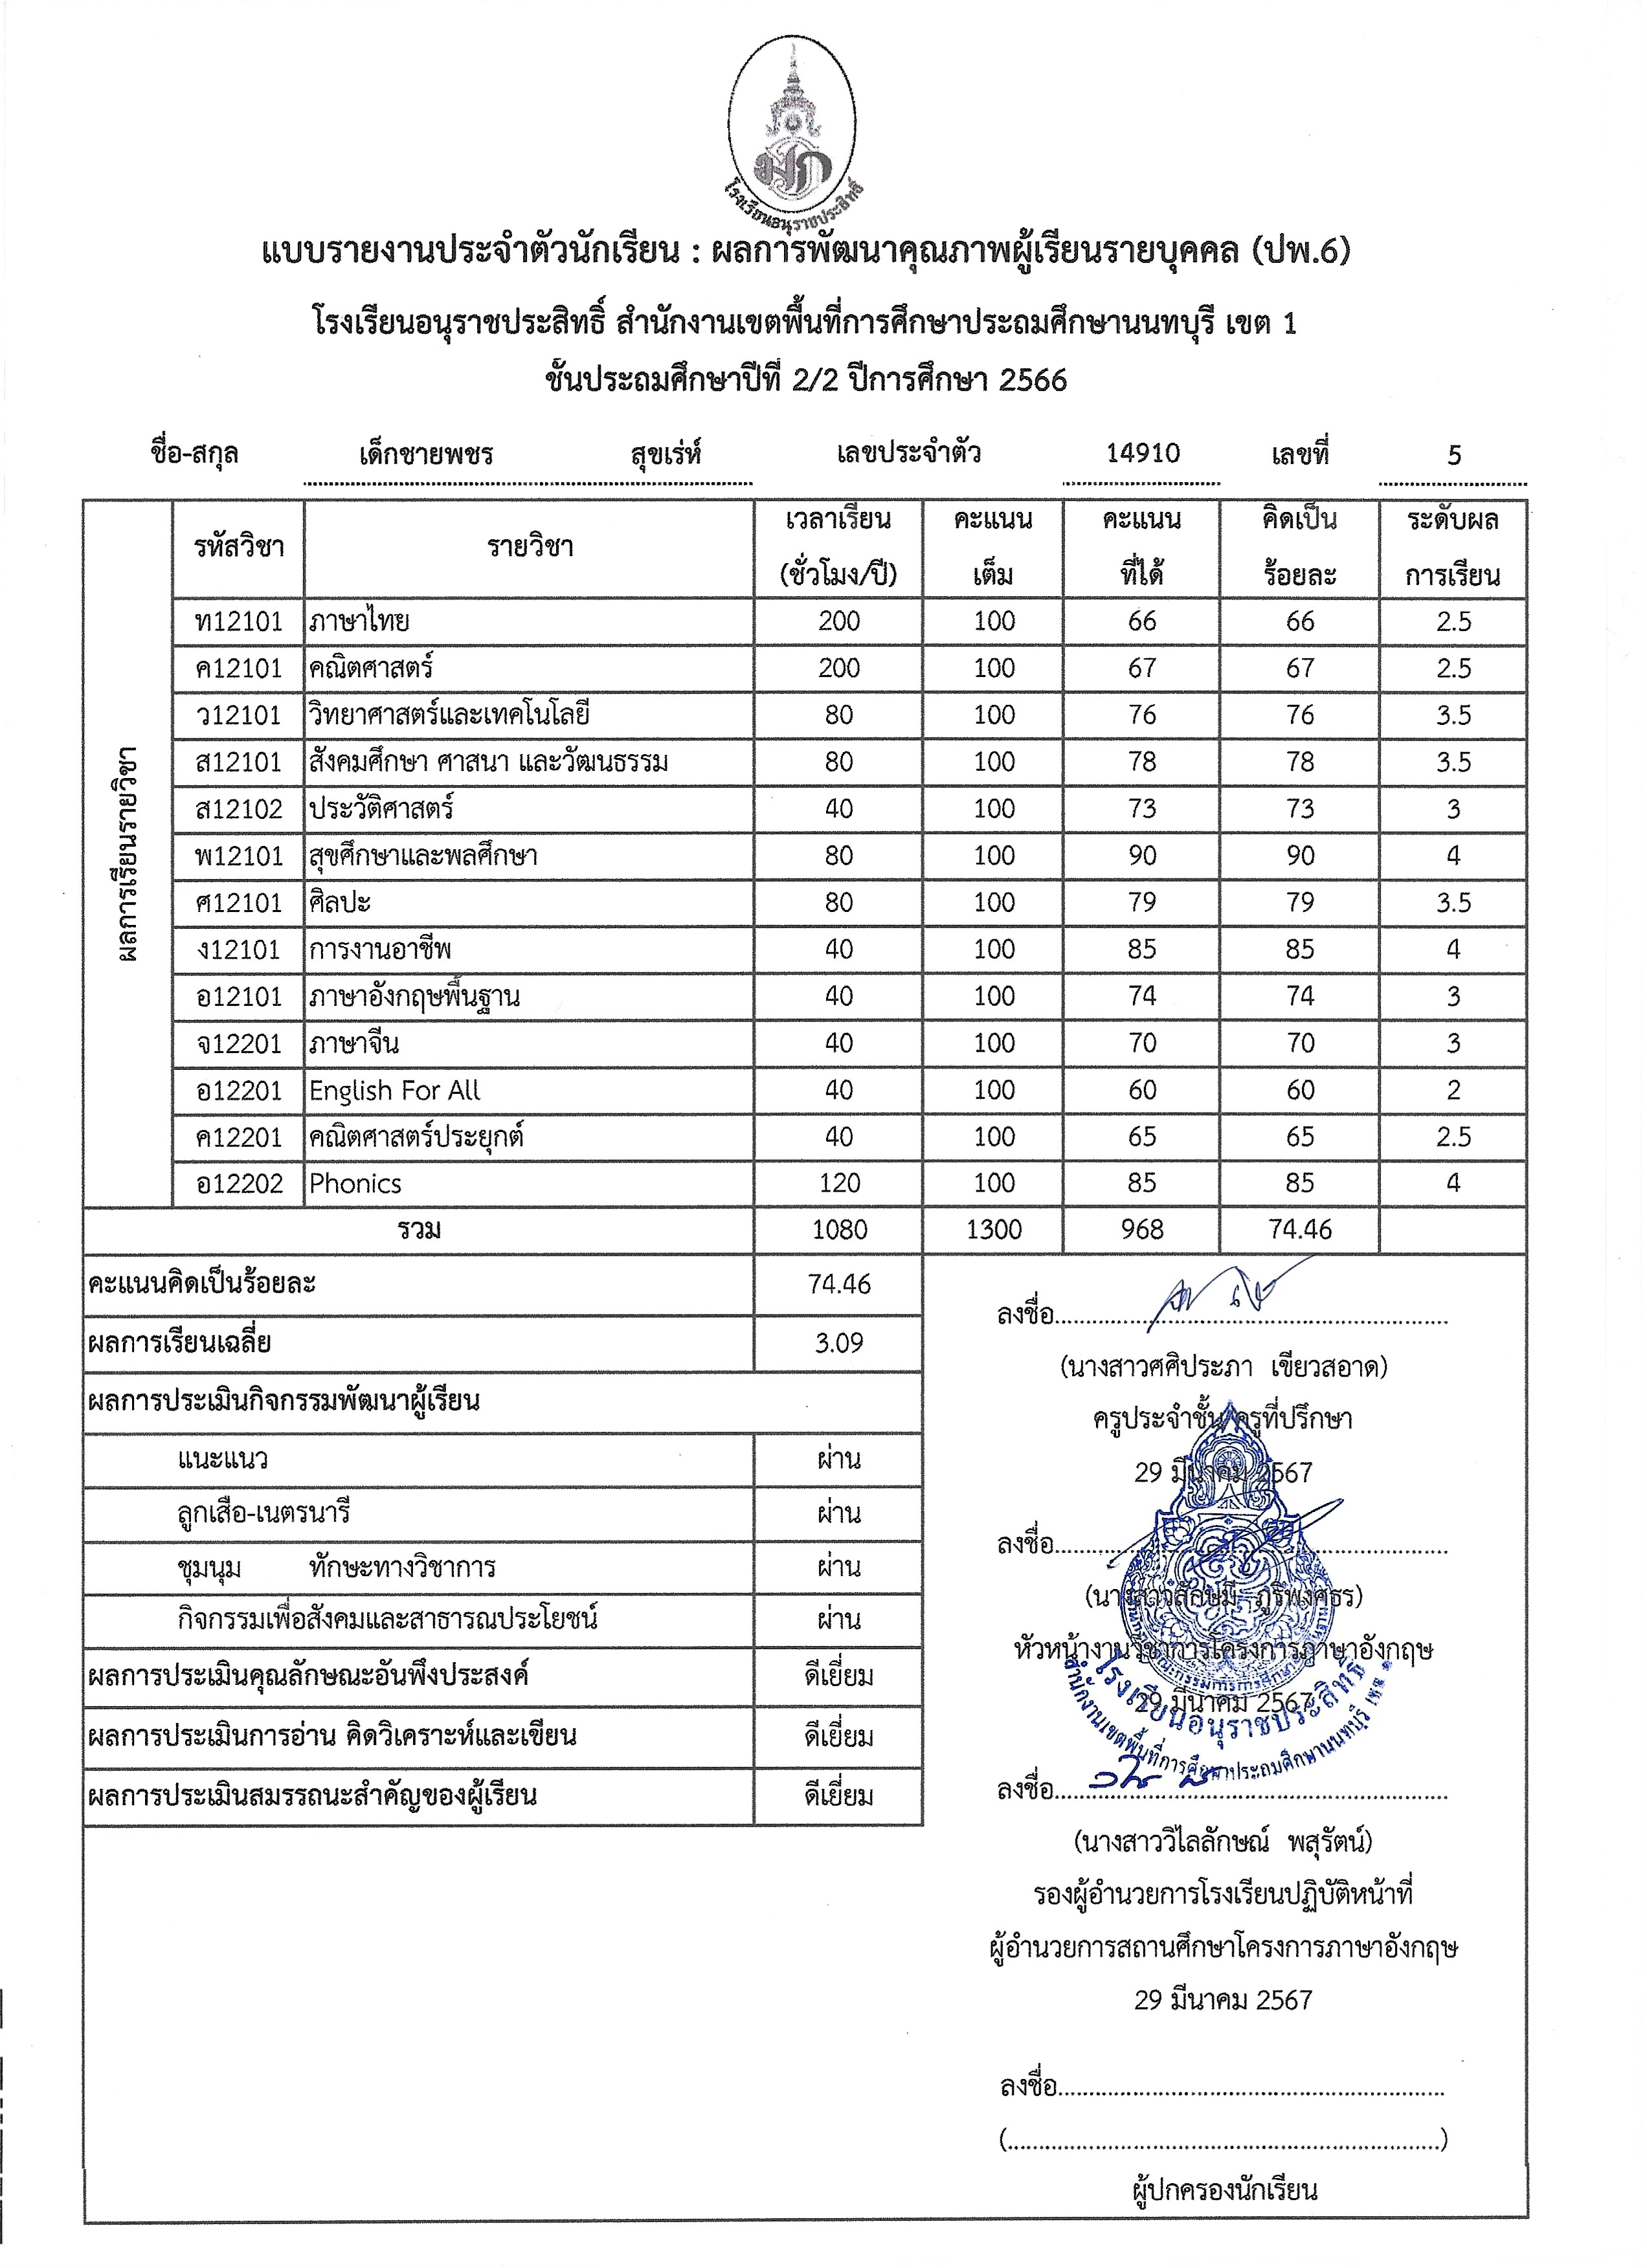 โรงเรียนอนุราชประสิทธิ์
แบบรายงานประจำตัวนักเรียน : ผลการพัฒนาคุณภาพผู้เรียนรายบุคคล (ปพ.6)
โรงเรียนอนุราชประสิทธิ์ สำนักงานเขตพื้นที่การศึกษาประถมศึกษานนทบุรี เขต 1
ชั้นประถมศึกษาปีที่ 2/2 ปีการศึกษา 2566
ชื่อ-สกุล เด็กชายพชร สุขเร่ห์ เลขประจำตัว 14910 เลขที่ 5
ผลการเรียนรายวิชา
รหัสวิชา รายวิชา เวลาเรียน (ชั่วโมง/ปี) คะแนนเต็ม คะแนนที่ได้ คิดเป็นร้อยละ ระดับผลการเรียน
ท12101 ภาษาไทย 200 100 66 66 2.5
ค12101 คณิตศาสตร์ 200 100 67 67 2.5
ว12101 วิทยาศาสตร์และเทคโนโลยี 80 100 76 76 3.5
ส12101 สังคมศึกษา ศาสนา และวัฒนธรรม 80 100 78 78 3.5
ส12102 ประวัติศาสตร์ 40 100 73 73 3
พ12101 สุขศึกษาและพลศึกษา 80 100 90 90 4
ศ12101 ศิลปะ 80 100 79 79 3.5
ง12101 การงานอาชีพ 40 100 85 85 4
อ12101 ภาษาอังกฤษพื้นฐาน 40 100 74 74 3
จ12201 ภาษาจีน 40 100 70 70 3
อ12201 English For All 40 100 60 60 2
ค12201 คณิตศาสตร์ประยุกต์ 40 100 65 65 2.5
อ12202 Phonics 120 100 85 85 4
รวม 1080 1300 968 74.46
คะแนนคิดเป็นร้อยละ 74.46
ผลการเรียนเฉลี่ย 3.09
ผลการประเมินกิจกรรมพัฒนาผู้เรียน
แนะแนว ผ่าน
ลูกเสือ-เนตรนารี ผ่าน
ชุมนุม ทักษะทางวิชาการ ผ่าน
กิจกรรมเพื่อสังคมและสาธารณประโยชน์ ผ่าน
ผลการประเมินคุณลักษณะอันพึงประสงค์ ดีเยี่ยม
ผลการประเมินการอ่าน คิดวิเคราะห์และเขียน ดีเยี่ยม
ผลการประเมินสมรรถนะสำคัญของผู้เรียน ดีเยี่ยม
ลงชื่อ
(นางสาวศศิประภา เขียวสอาด)
ครูประจำชั้น/ครูที่ปรึกษา
29 มีนาคม 2567
ลงชื่อ
(นางสาวลักษมี ภูริพงศธร)
หัวหน้างานวิชาการโครงการภาษาอังกฤษ
29 มีนาคม 2567
โรงเรียนอนุราชประสิทธิ์
สำนักงานเขตพื้นที่การศึกษาประถมศึกษานนทบุรี เขต ๑
ลงชื่อ
(นางสาววิไลลักษณ์ พสุรัตน์)
รองผู้อำนวยการโรงเรียนปฏิบัติหน้าที่
ผู้อำนวยการสถานศึกษาโครงการภาษาอังกฤษ
29 มีนาคม 2567
ลงชื่อ
(                    )
ผู้ปกครองนักเรียน